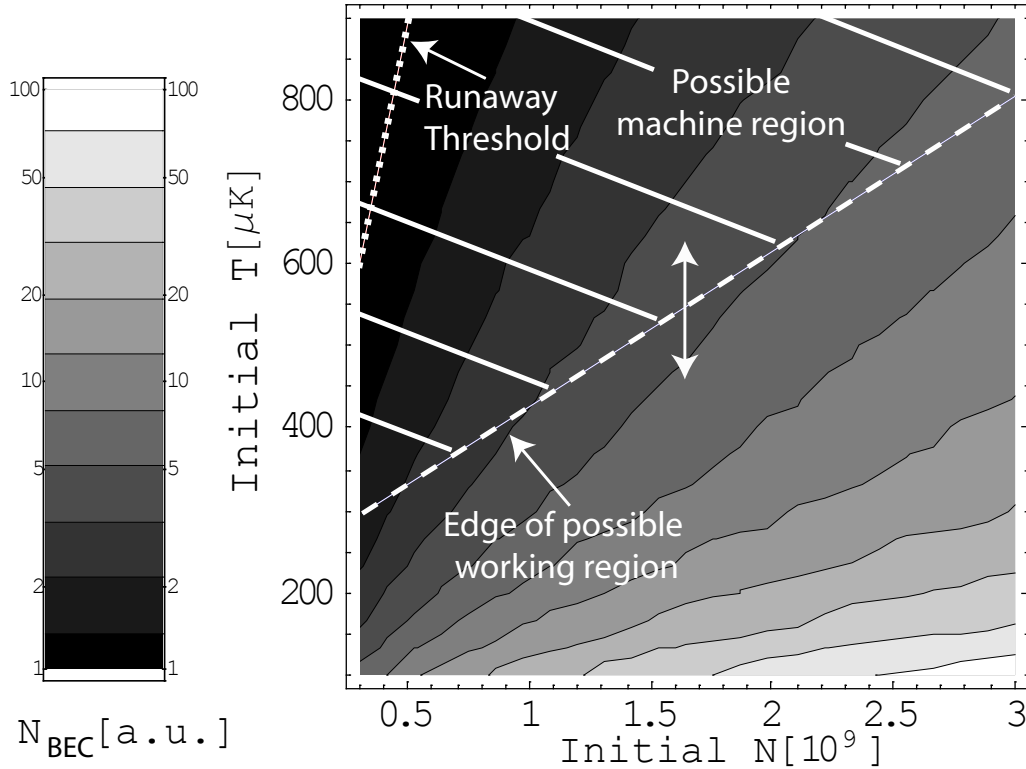 100
50
20
10
5
2
1
100
50
20
10
5
2
1
N_BEC[a.u.]
Initial T[μK]
800
600
400
200
Runaway
Threshold
Possible
machine region
Edge of possible
working region
0.5
1
1.5
2
2.5
3
Initial N[10⁹]